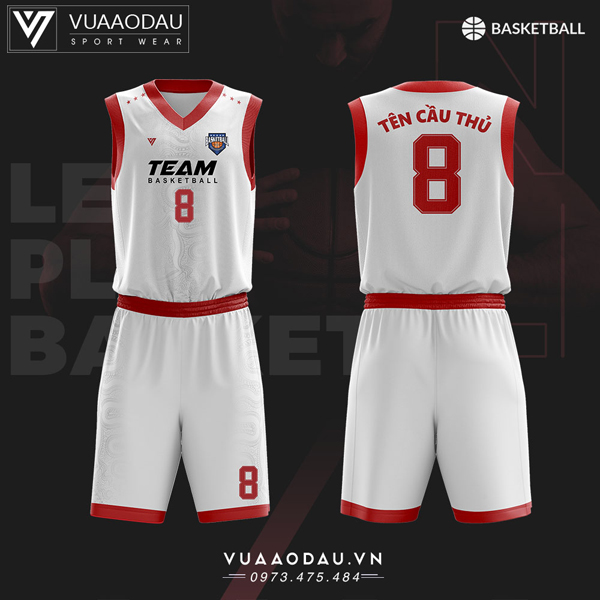 VUAAODAU
SPORT WEAR
BASKETBALL
TEAM
BASKETBALL
8
TÊN CẦU THỦ
8
8
VUAAODAU.VN
0973.475.484